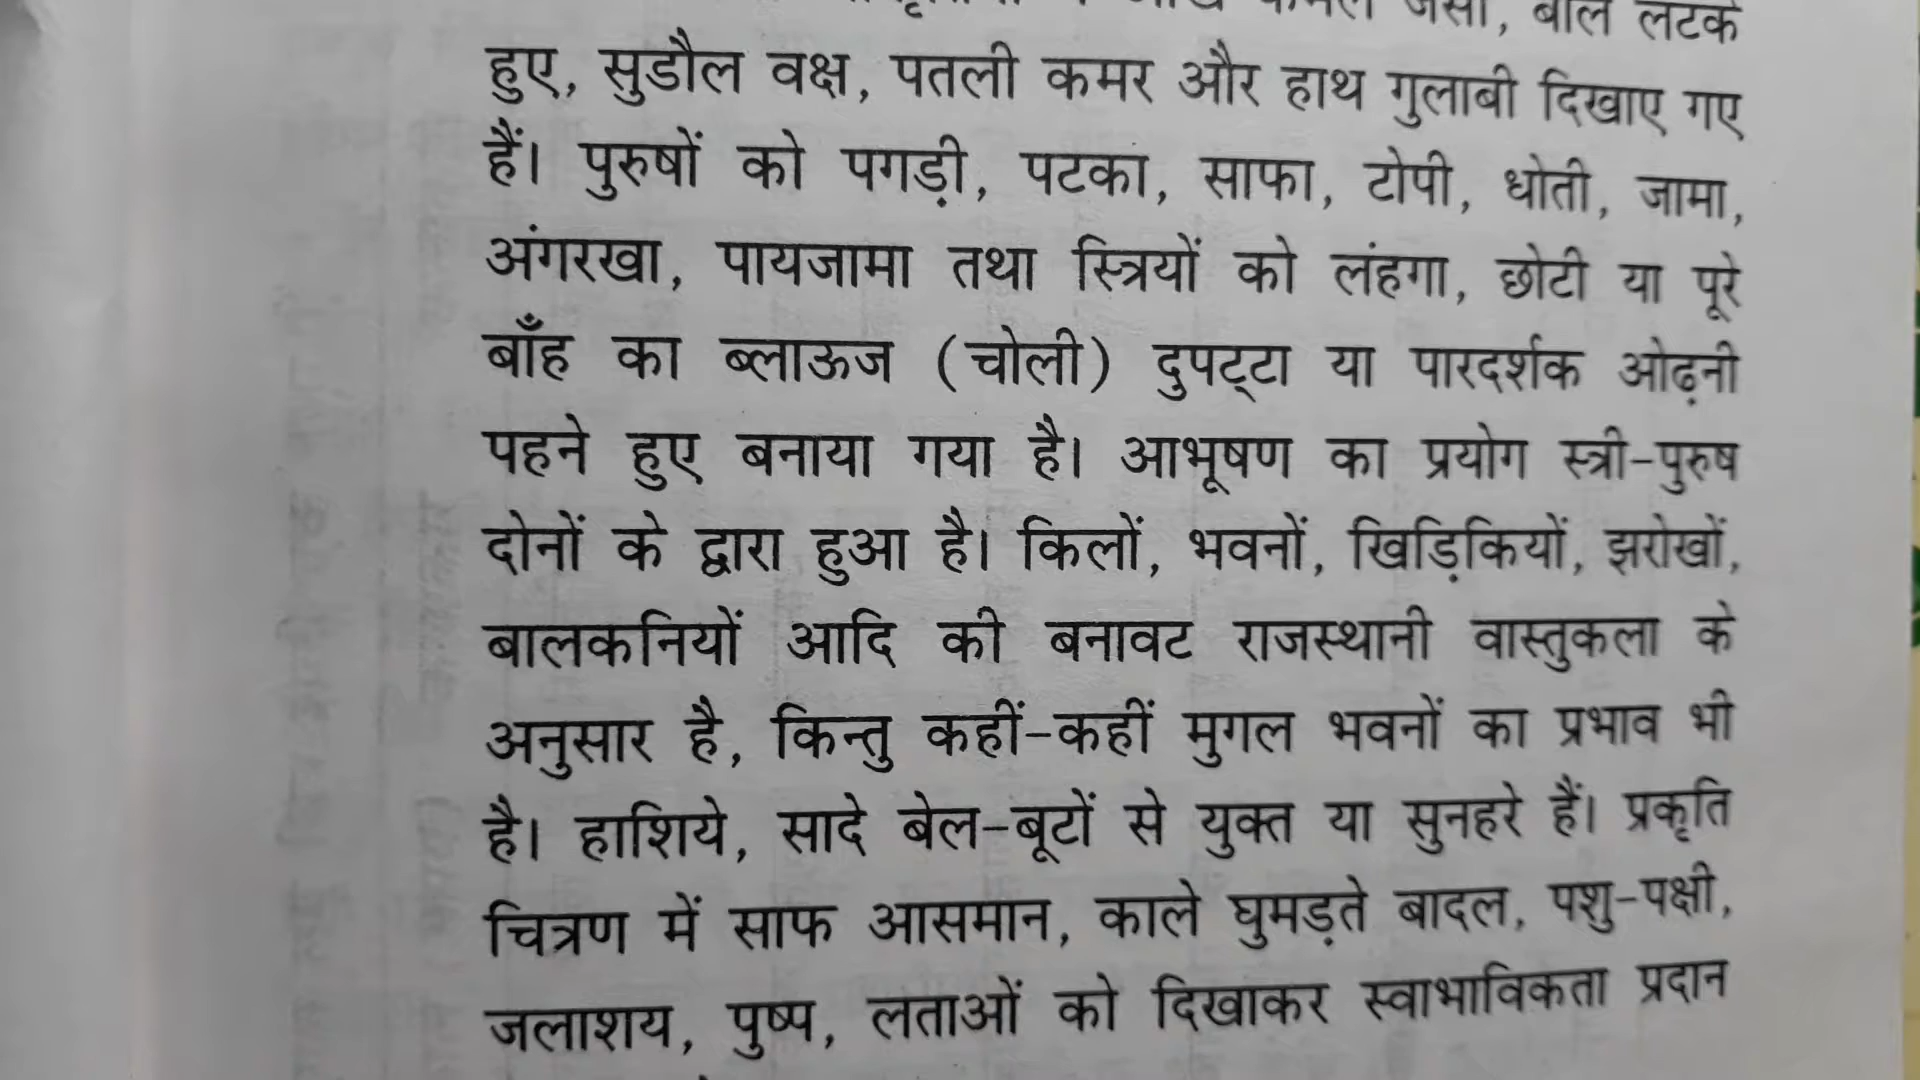 जैसी, बाल लटके
हुए, सुडौल वक्ष, पतली कमर और हाथ गुलाबी दिखाए गए
हैं। पुरुषों को पगड़ी, पटका, साफा, टोपी, धोती, जामा,
अंगरखा, पायजामा तथा स्त्रियों को लंहगा, छोटी या पूरे
बाँह का ब्लाऊज (चोली) दुपट्टा या पारदर्शक ओढ़नी
पहने हुए बनाया गया है। आभूषण का प्रयोग स्त्री-पुरुष
दोनों के द्वारा हुआ है। किलों, भवनों, खिड़िकियों, झरोखों,
बालकनियों आदि की बनावट राजस्थानी वास्तुकला के
अनुसार है, किन्तु कहीं-कहीं मुगल भवनों का प्रभाव भी
है। हाशिये, सादे बेल-बूटों से युक्त या सुनहरे हैं। प्रकृति
चित्रण में साफ आसमान, काले घुमड़ते बादल, पशु-पक्षी,
जलाशय, पुष्प, लताओं को दिखाकर स्वाभाविकता प्रदान